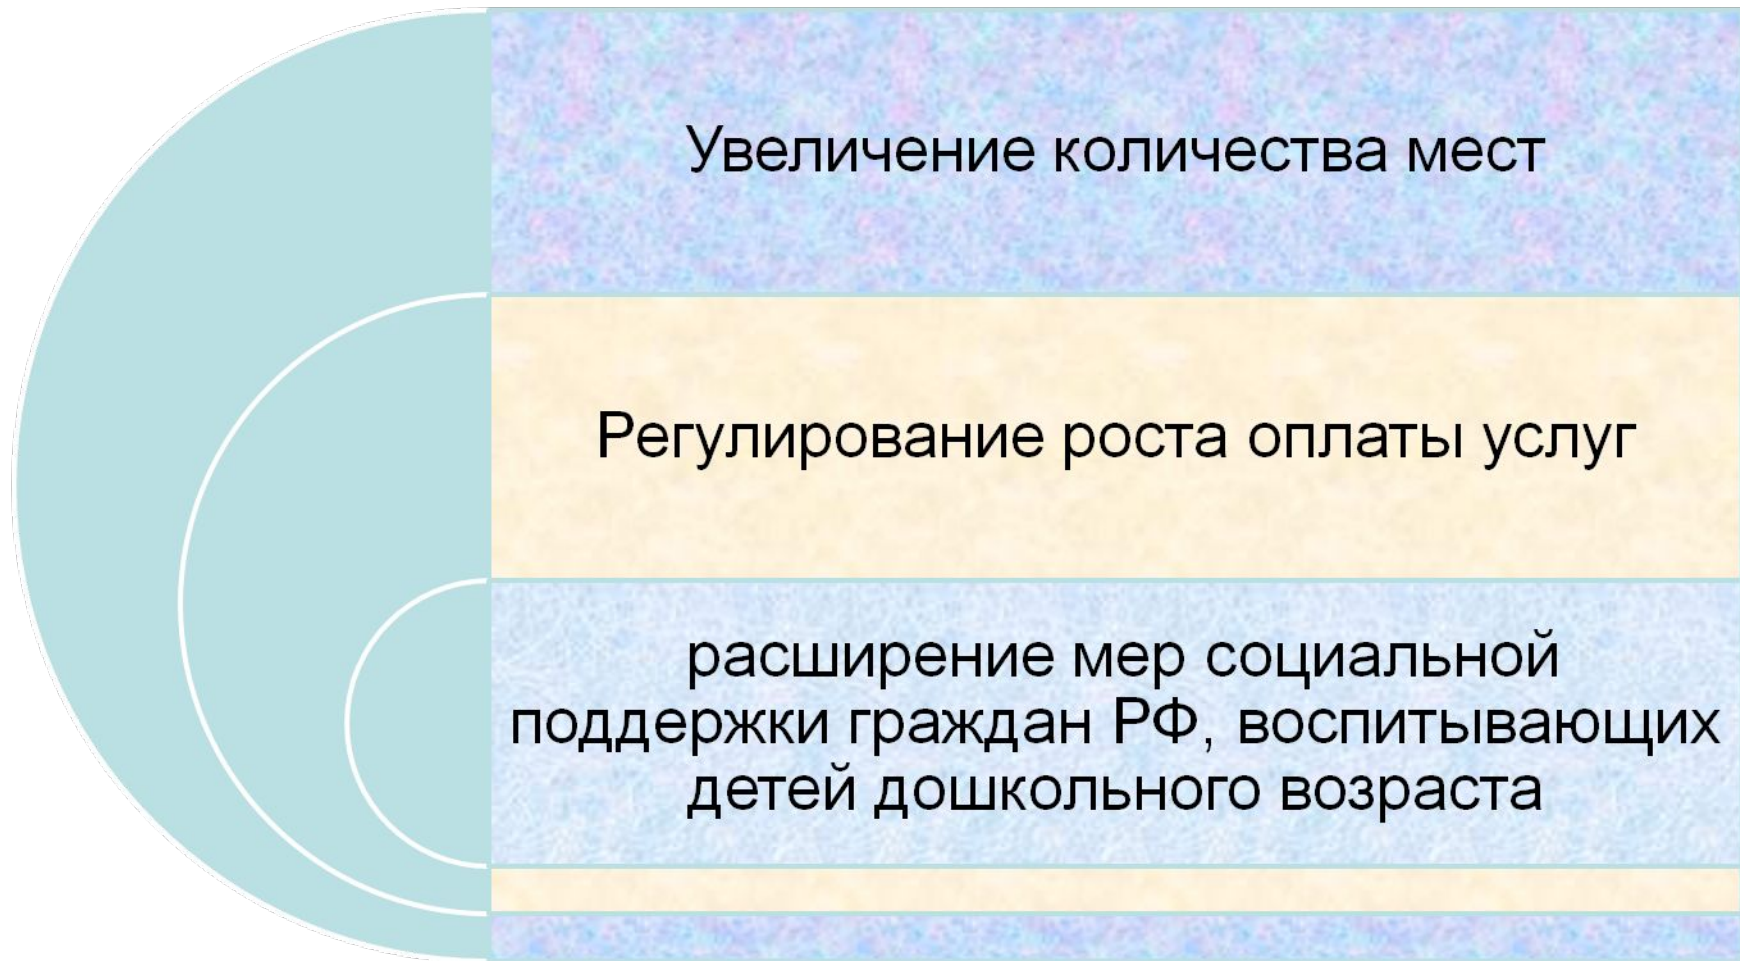 Увеличение количества мест
Регулирование роста оплаты услуг
расширение мер социальной
поддержки граждан РФ, воспитывающих
детей дошкольного возраста